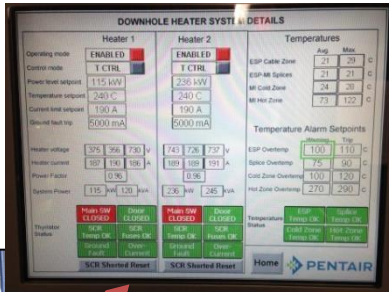 DOWNHOLE HEATER SYSTEM DETAILS
Heater 1 Heater 2 Temperatures
Avg Max
Operating mode ENABLED ENABLED
Control mode T CTRL T CTRL
Power level setpoint 115 kW 236 kW
Temperature setpoint 240 C 240 C
Current limit setpoint 190 A 190 A
Ground fault trip 5000 mA 5000 mA
ESP Cable Zone 21 29 C
ESP-MI Splices 21 21 C
MI Cold Zone 24 28 C
MI Hot Zone 73 122 C
Temperature Alarm Setpoints
Warning Trip
ESP Overtemp 100 110 C
Splice Overtemp 75 90 C
Cold Zone Overtemp 100 120 C
Hot Zone Overtemp 270 290 C
Heater voltage 375 366 730 V 743 726 737 V
Heater current 187 190 186 A 189 189 191 A
Power Factor 0.96 0.96
System Power 115 kW 120 kVA 236 kW 245 kVA
Thyristor Status
Main SW CLOSED Door CLOSED Main SW CLOSED Door CLOSED
SCR Temp OK SCR Fuses OK SCR Temp OK SCR Fuses OK
Ground Fault Over-Current Ground Fault Over-Current
SCR Shorted Reset SCR Shorted Reset
Temperature Status
ESP Temp OK Splice Temp OK
Cold Zone Temp OK Hot Zone Temp OK
Home PENTAIR